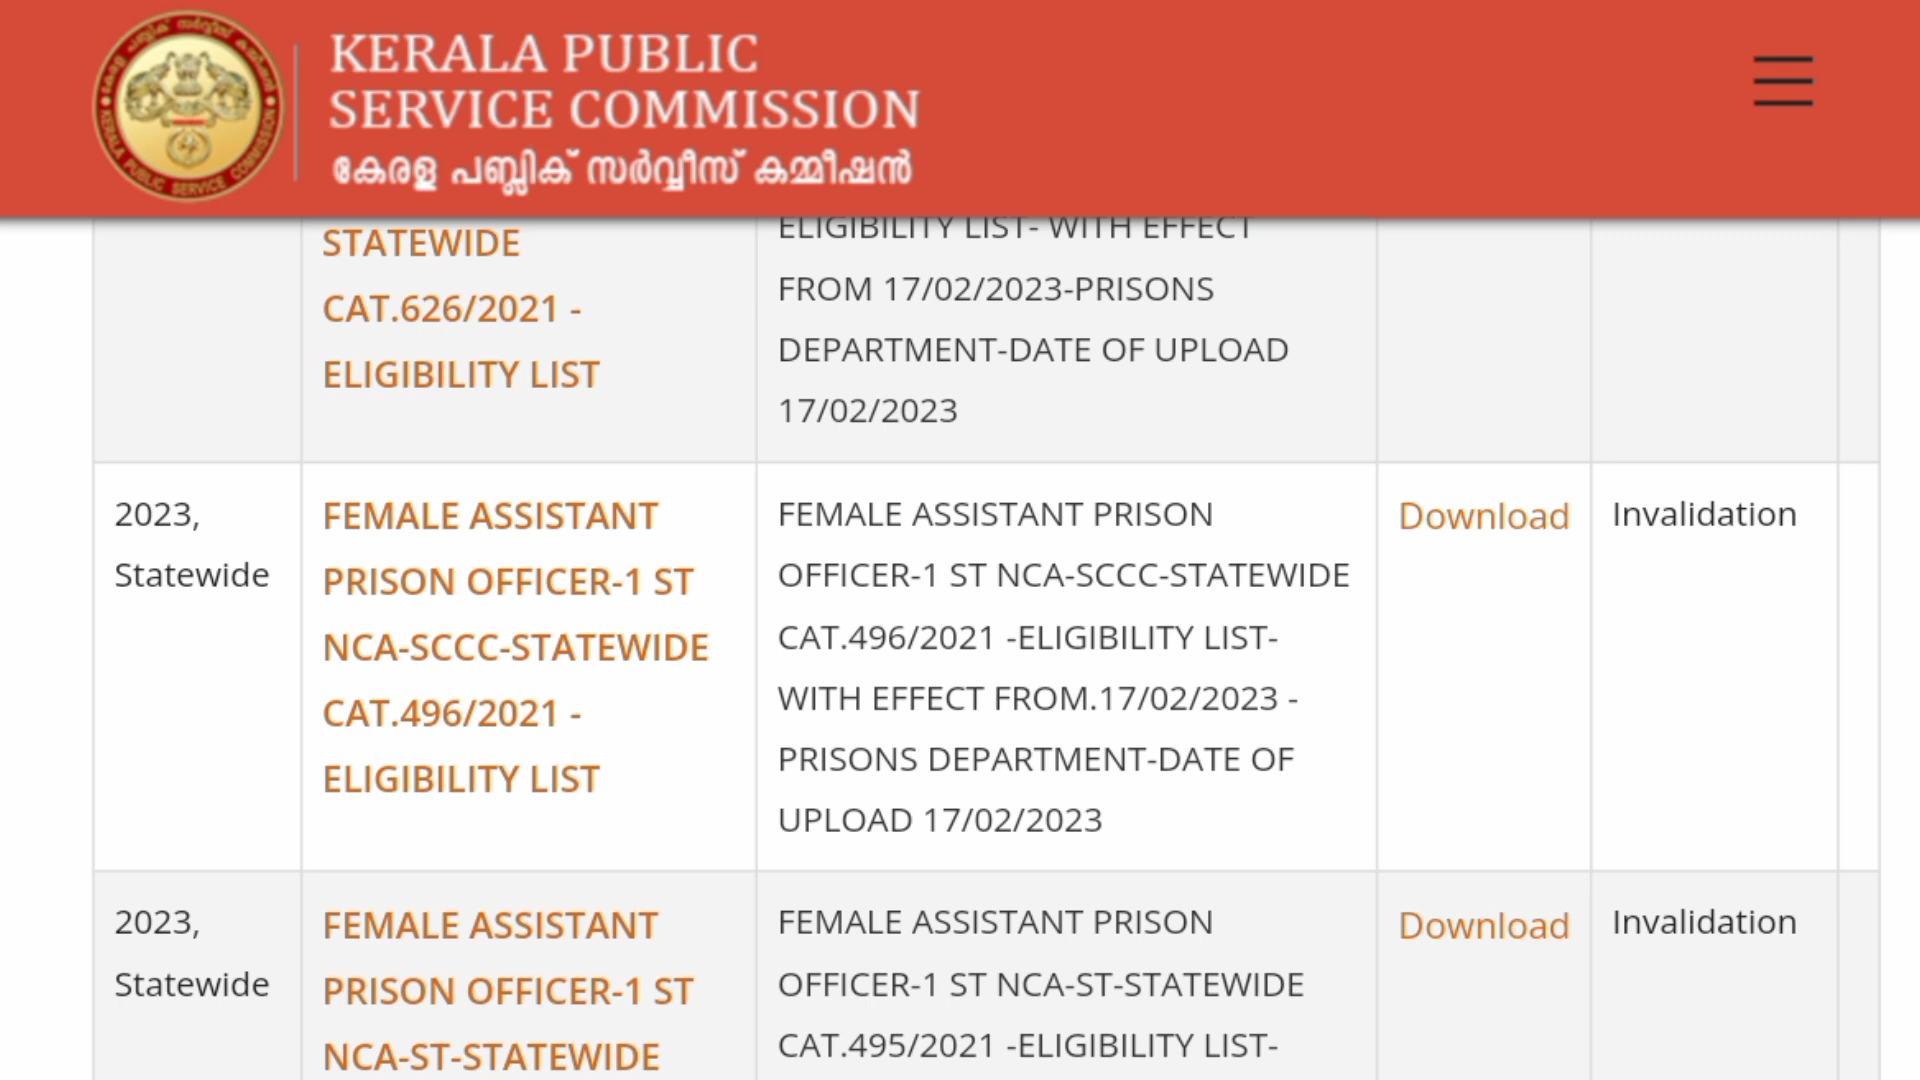 KERALA PUBLIC
SERVICE COMMISSION
കേരള പബ്ലിക് സർവ്വീസ് കമ്മീഷൻ
KERALA PUBLIC SERVICE COMMISSION
STATEWIDE
CAT.626/2021 -
ELIGIBILITY LIST
ELIGIBILITY LIST- WITH EFFECT
FROM 17/02/2023-PRISONS
DEPARTMENT-DATE OF UPLOAD
17/02/2023
2023,
Statewide
FEMALE ASSISTANT
PRISON OFFICER-1 ST
NCA-SCCC-STATEWIDE
CAT.496/2021 -
ELIGIBILITY LIST
FEMALE ASSISTANT PRISON
OFFICER-1 ST NCA-SCCC-STATEWIDE
CAT.496/2021 -ELIGIBILITY LIST-
WITH EFFECT FROM.17/02/2023 -
PRISONS DEPARTMENT-DATE OF
UPLOAD 17/02/2023
Download
Invalidation
2023,
Statewide
FEMALE ASSISTANT
PRISON OFFICER-1 ST
NCA-ST-STATEWIDE
FEMALE ASSISTANT PRISON
OFFICER-1 ST NCA-ST-STATEWIDE
CAT.495/2021 -ELIGIBILITY LIST-
Download
Invalidation